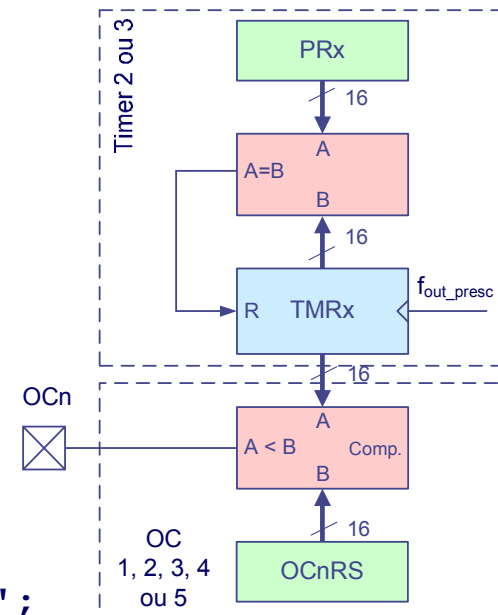 Timer 2 ou 3
PRx
16
A
A=B
B
16
R
TMRx
f_out_presc
16
OCn
A
A < B
Comp.
B
16
OC
1, 2, 3, 4
ou 5
OCnRS
';